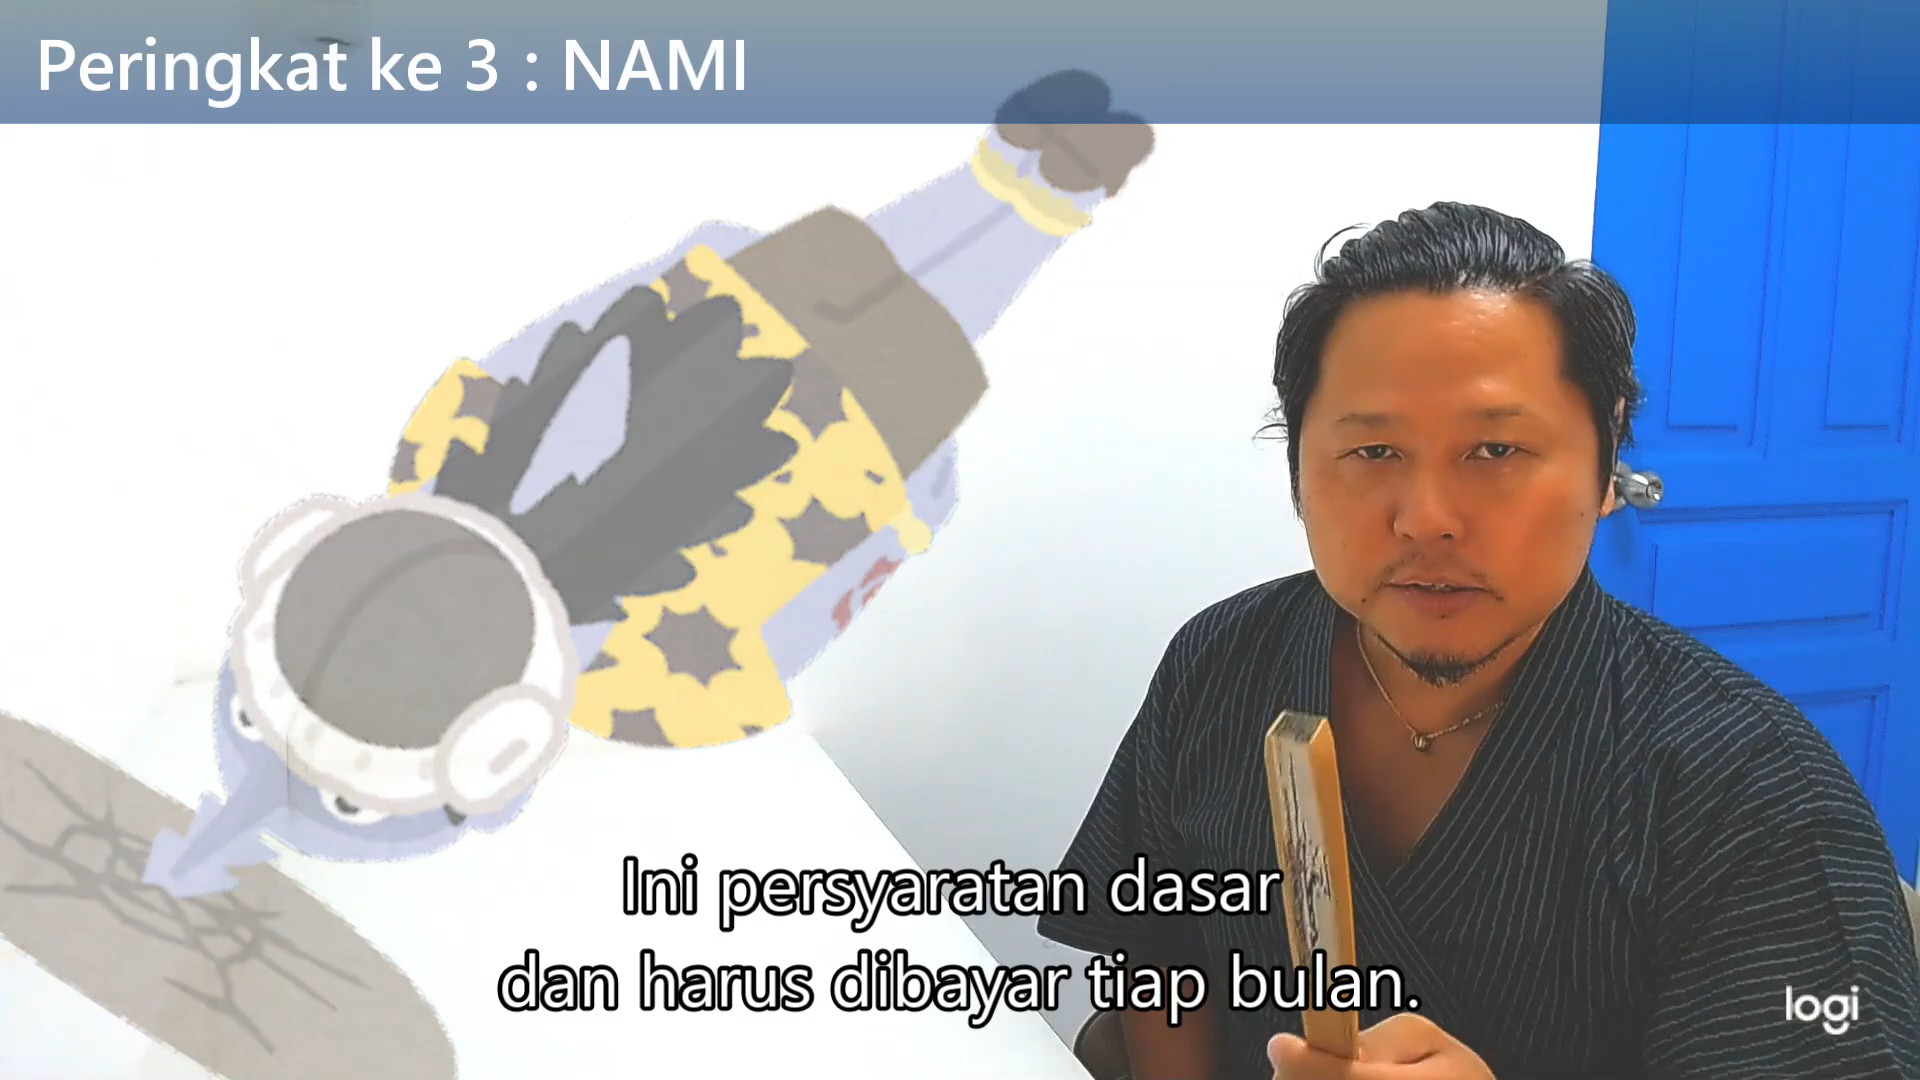 Peringkat ke 3 : NAMI
Ini persyaratan dasar
dan harus dibayar tiap bulan.
logi